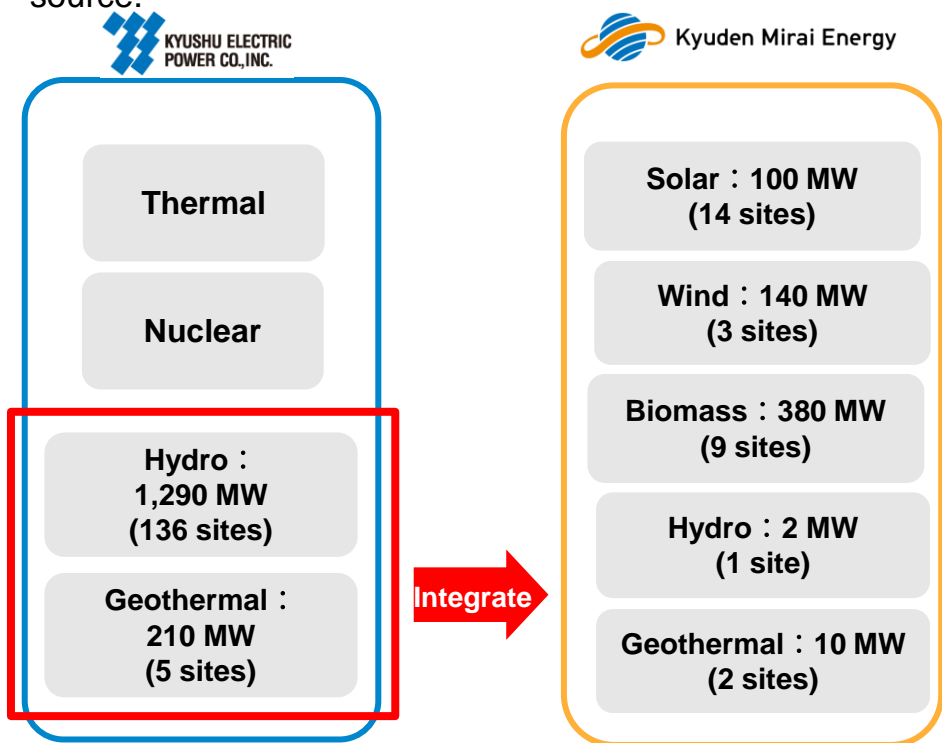 source.
KYUSHU ELECTRIC
POWER CO.,INC.
Thermal
Nuclear
Hydro：
1,290 MW
(136 sites)
Geothermal：
210 MW
(5 sites)
Integrate
Kyuden Mirai Energy
Solar：100 MW
(14 sites)
Wind：140 MW
(3 sites)
Biomass：380 MW
(9 sites)
Hydro：2 MW
(1 site)
Geothermal：10 MW
(2 sites)